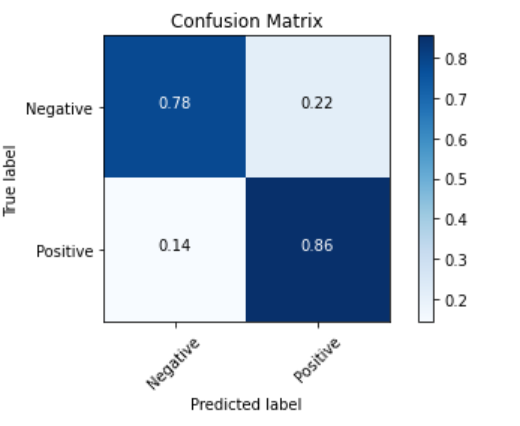 Confusion Matrix
True label
Negative
0.78
0.22
Positive
0.14
0.86
Negative
Positive
Predicted label
0.8
0.7
0.6
0.5
0.4
0.3
0.2